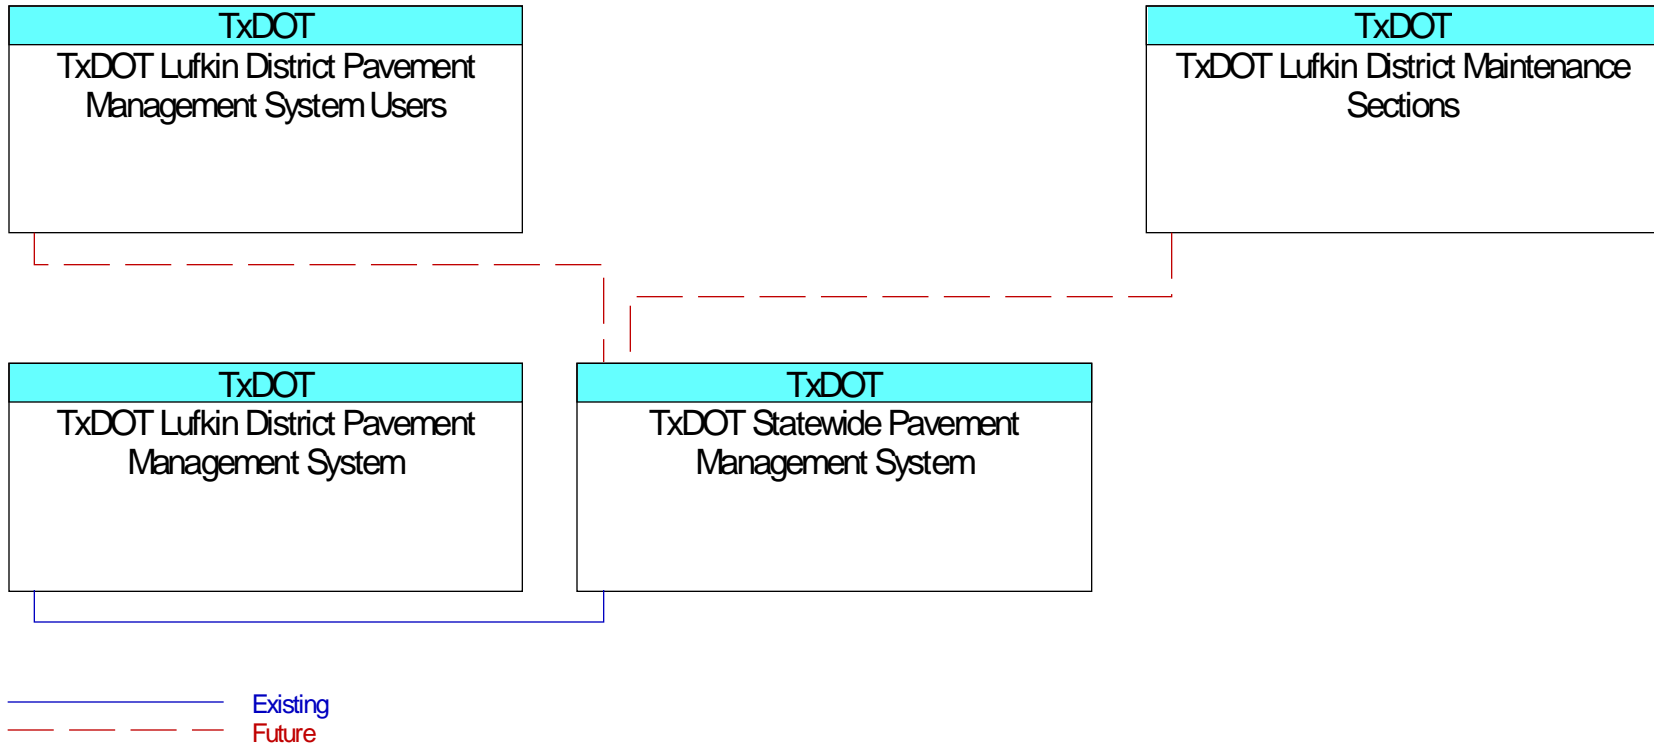 TxDOT
TxDOT Lufkin District Pavement
Management System Users
TxDOT
TxDOT Lufkin District Maintenance
Sections
TxDOT
TxDOT Lufkin District Pavement
Management System
TxDOT
TxDOT Statewide Pavement
Management System
Existing
Future